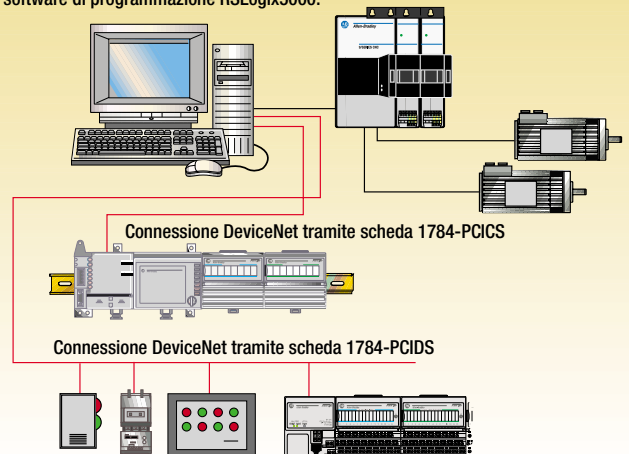 software di programmazione RSLogix5000.
Allen-Bradley
Connessione DeviceNet tramite scheda 1784-PCICS
Connessione DeviceNet tramite scheda 1784-PCIDS